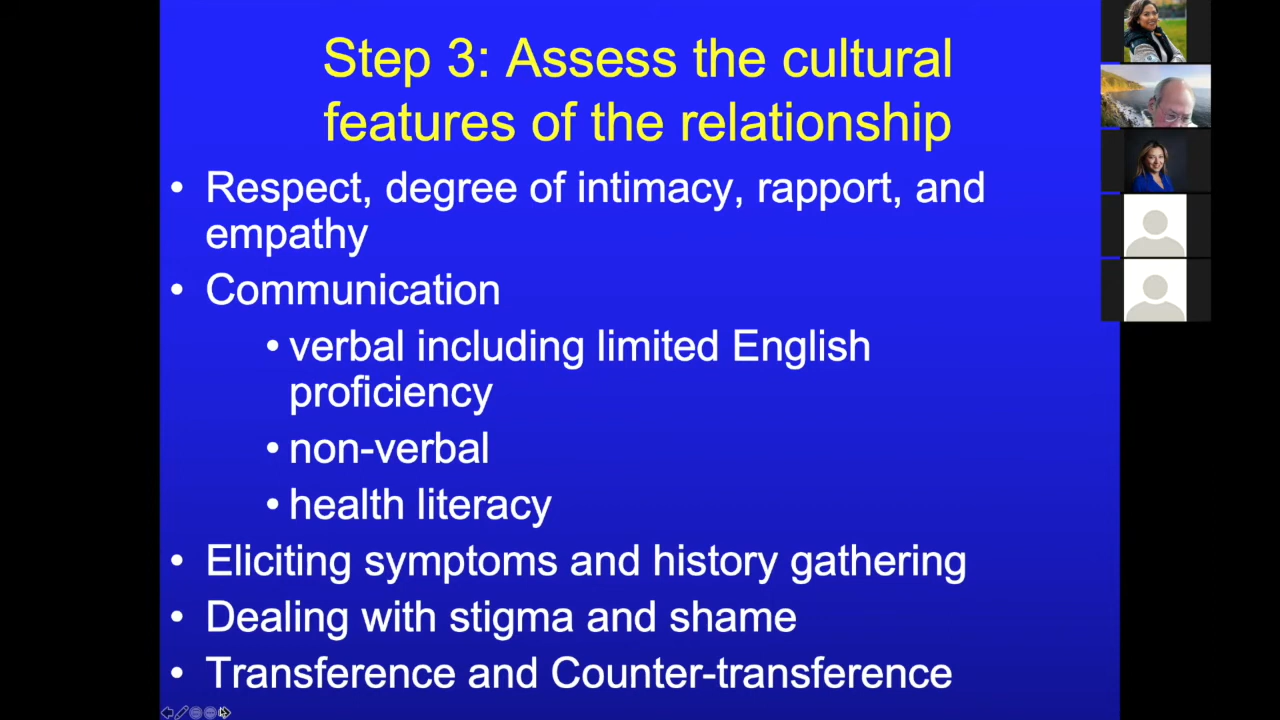 Step 3: Assess the cultural
features of the relationship
• Respect, degree of intimacy, rapport, and
empathy
• Communication
• verbal including limited English
proficiency
• non-verbal
• health literacy
• Eliciting symptoms and history gathering
• Dealing with stigma and shame
• Transference and Counter-transference